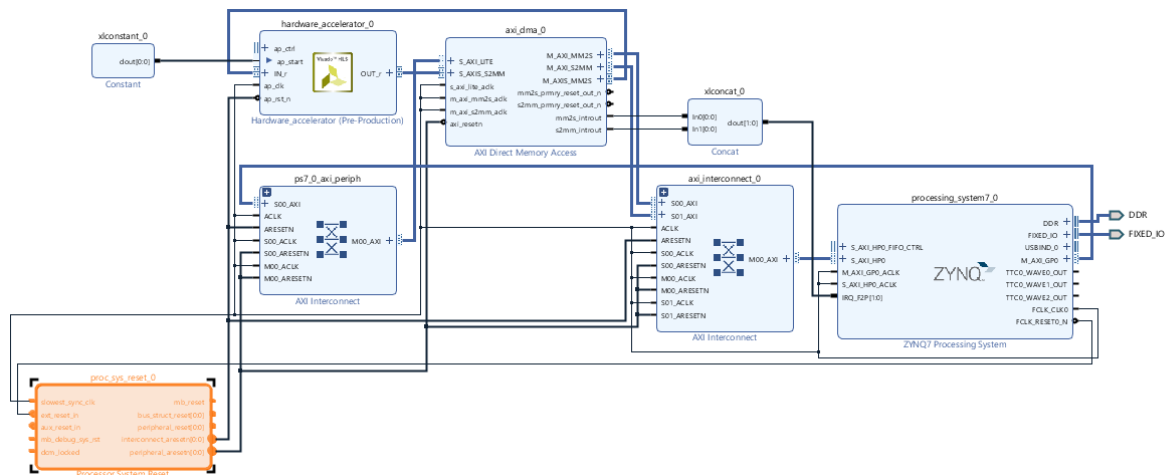 hardware_accelerator_0
ap_ctrl
ap_start
IN_r
ap_clk
ap_rst_n
Vivado™ HLS
OUT_r
Hardware_accelerator (Pre-Production)
xlconstant_0
dout[0:0]
Constant
axi_dma_0
S_AXI_LITE
S_AXIS_S2MM
s_axi_lite_aclk
m_axi_mm2s_aclk
m_axi_s2mm_aclk
axi_resetn
M_AXI_MM2S
M_AXI_S2MM
M_AXIS_MM2S
mm2s_prmry_reset_out_n
s2mm_prmry_reset_out_n
mm2s_introut
s2mm_introut
AXI Direct Memory Access
xlconcat_0
In0[0:0]
In1[0:0]
dout[1:0]
Concat
ps7_0_axi_periph
S00_AXI
ACLK
ARESETN
S00_ACLK
S00_ARESETN
M00_ACLK
M00_ARESETN
M00_AXI
AXI Interconnect
axi_interconnect_0
S00_AXI
S01_AXI
ACLK
ARESETN
S00_ACLK
S00_ARESETN
M00_ACLK
M00_ARESETN
S01_ACLK
S01_ARESETN
M00_AXI
AXI Interconnect
processing_system7_0
S_AXI_HP0_FIFO_CTRL
S_AXI_HP0
M_AXI_GP0_ACLK
S_AXI_HP0_ACLK
IRQ_F2P[1:0]
ZYNQ
DDR
FIXED_IO
USBIND_0
M_AXI_GP0
TTC0_WAVE0_OUT
TTC0_WAVE1_OUT
TTC0_WAVE2_OUT
FCLK_CLK0
FCLK_RESET0_N
ZYNQ7 Processing System
DDR
FIXED_IO
proc_sys_reset_0
slowest_sync_clk
ext_reset_in
aux_reset_in
mb_debug_sys_rst
dcm_locked
mb_reset
bus_struct_reset[0:0]
peripheral_reset[0:0]
interconnect_aresetn[0:0]
peripheral_aresetn[0:0]
Processor System Reset